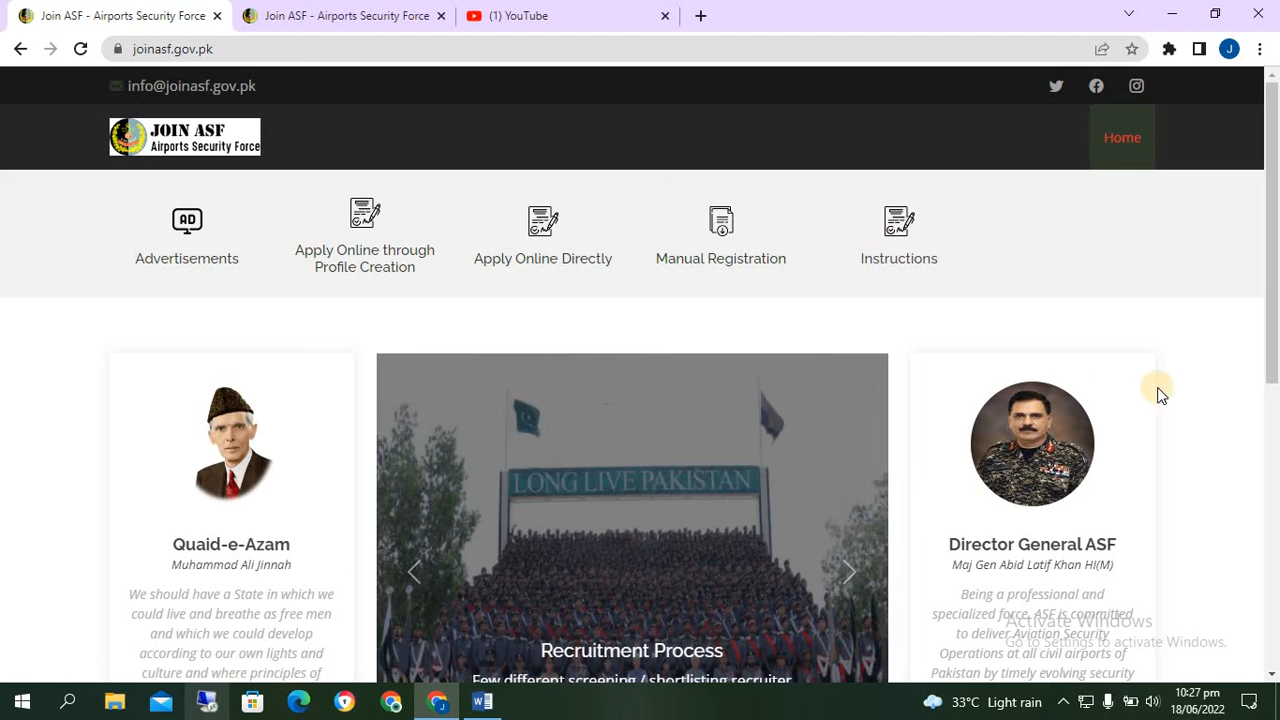 Join ASF - Airports Security Force
Join ASF - Airports Security Force
(1) YouTube
joinasf.gov.pk
J
info@joinasf.gov.pk
JOIN ASF
Airports Security Force
Home
AD
Advertisements
Apply Online through
Profile Creation
Apply Online Directly
Manual Registration
Instructions
Quaid-e-Azam
Muhammad Ali Jinnah
We should have a State in which we
could live and breathe as free men
and which we could develop
according to our own lights and
culture and where principles of
LONG LIVE PAKISTAN
Recruitment Process
Few different screening / shortlisting recruiter
Director General ASF
Maj Gen Abid Latif Khan HI(M)
Being a professional and
specialized force, ASF is committed
to deliver Aviation Security
Operations at all civil airports of
Pakistan by timely evolving security
Activate Windows
Go to Settings to activate Windows.
33°C Light rain
10:27 pm
18/06/2022